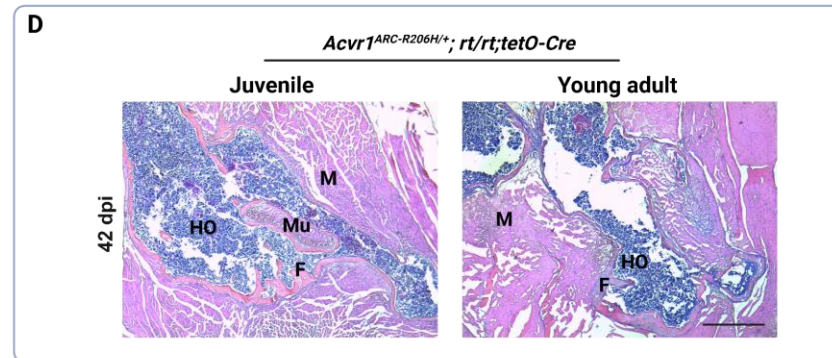 D
Acvr1ARC-R206H/+; rt/rt;tetO-Cre
Juvenile
Young adult
42 dpi
M
HO
Mu
F
M
HO
F